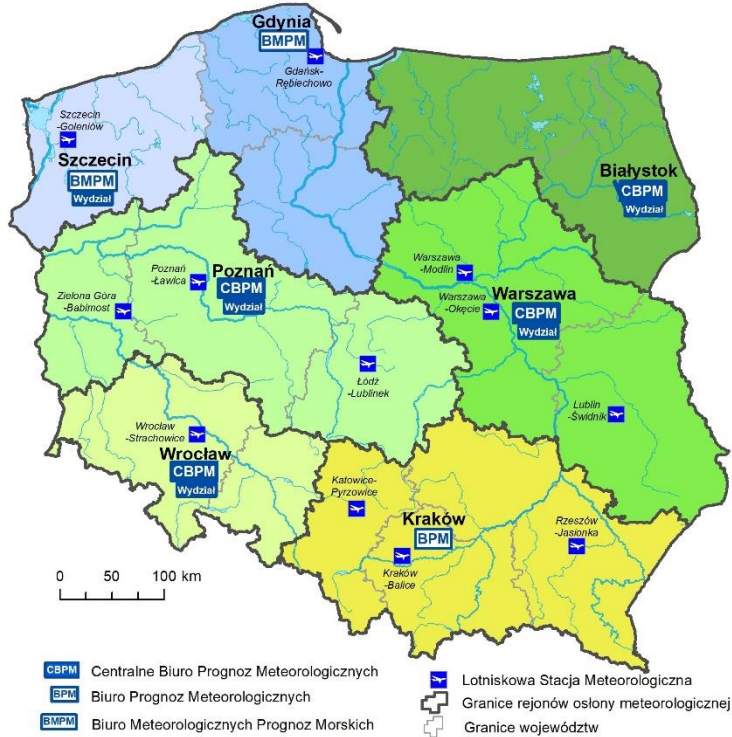 Gdynia
BMPM
Gdańsk-
Rębiechowo
Szczecin
-Goleniów
Szczecin
BMPM
Wydział
Białystok
CBPM
Wydział
Warszawa
-Modlin
Poznań
-Ławica
Poznań
CBPM
Wydział
Zielona Góra
-Babimost
Warszawa
-Okęcie
Warszawa
CBPM
Wydział
Łódź
-Lublinek
Lublin
-Świdnik
Wrocław
-Strachowice
Wrocław
CBPM
Wydział
Katowice-
Pyrzowice
Kraków
BPM
Kraków
-Balice
Rzeszów
-Jasionka
0 50 100 km
CBPM Centralne Biuro Prognoz Meteorologicznych
BPM Biuro Prognoz Meteorologicznych
BMPM Biuro Meteorologicznych Prognoz Morskich
Lotniskowa Stacja Meteorologiczna
Granice rejonów osłony meteorologicznej
Granice województw